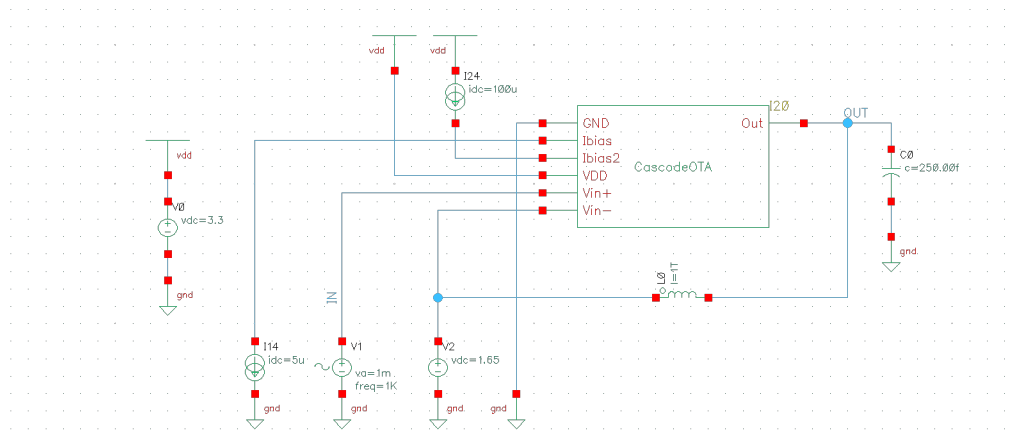 vdd
vdd
I24
idc=100u
I20
GND
Ibias
Ibias2
VDD
Vin+
Vin-
CascodeOTA
Out
OUT
C0
c=250.00f
gnd
vdd
V0
vdc=3.3
gnd
IN
L0
l=1T
I14
idc=5u
gnd
V1
va=1m
freq=1K
gnd
V2
vdc=1.65
gnd
gnd